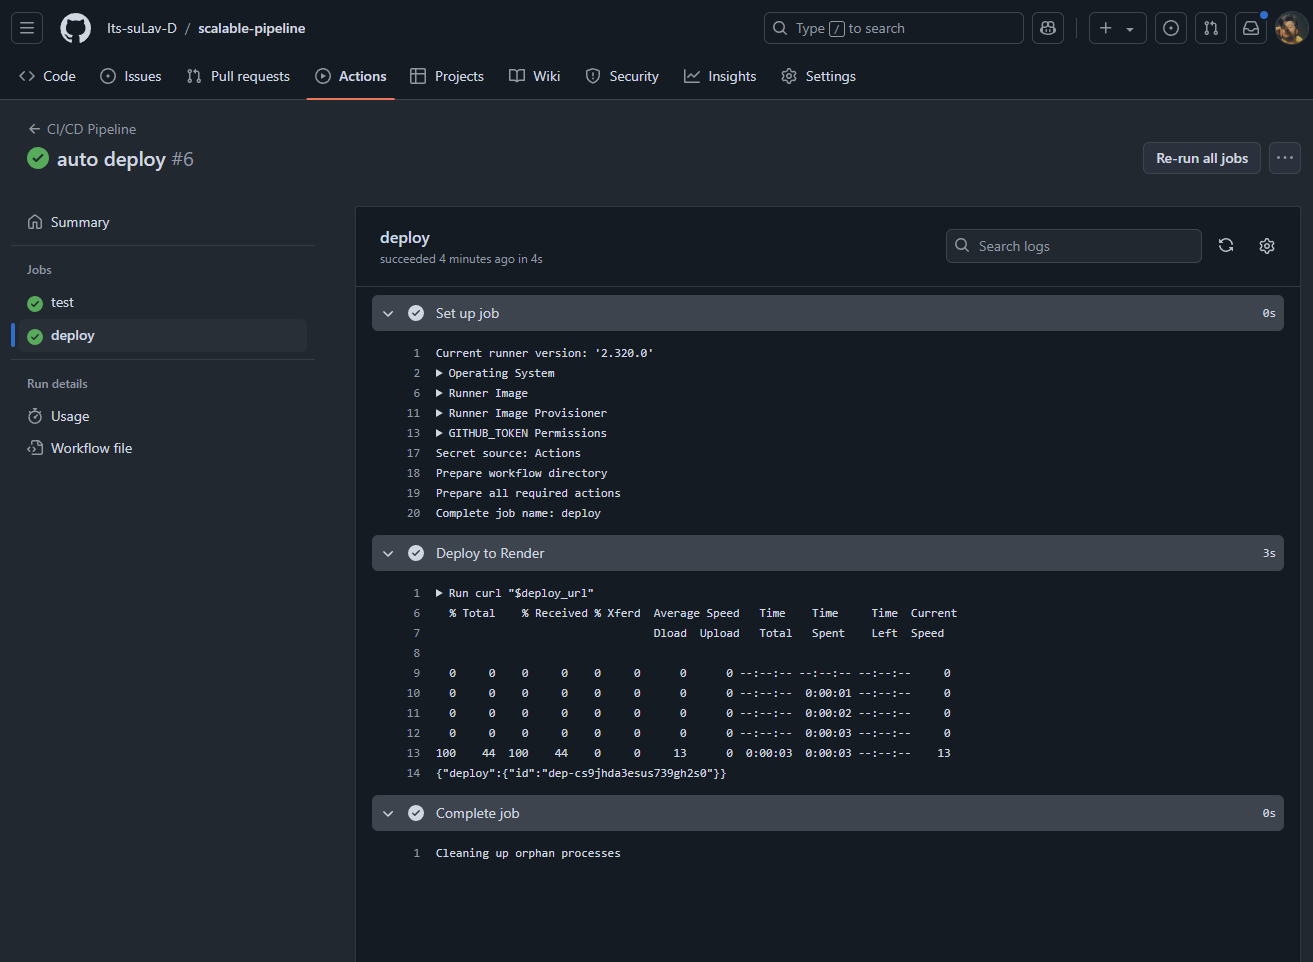 Its-suLav-D / scalable-pipeline
Type / to search
Code Issues Pull requests Actions Projects Wiki Security Insights Settings
CI/CD Pipeline
auto deploy #6
Re-run all jobs
Summary
Jobs
test
deploy
Run details
Usage
Workflow file
deploy
succeeded 4 minutes ago in 4s
Search logs
Set up job 0s
1 Current runner version: '2.320.0'
2 Operating System
6 Runner Image
11 Runner Image Provisioner
13 GITHUB_TOKEN Permissions
17 Secret source: Actions
18 Prepare workflow directory
19 Prepare all required actions
20 Complete job name: deploy
Deploy to Render 3s
1 Run curl "$deploy_url"
6 % Total % Received % Xferd Average Speed Time Time Time Current
7 Dload Upload Total Spent Left Speed
8
9 0 0 0 0 0 0 0 0 --:--:-- --:--:-- --:--:-- 0
10 0 0 0 0 0 0 0 0 --:--:-- 0:00:01 --:--:-- 0
11 0 0 0 0 0 0 0 0 --:--:-- 0:00:02 --:--:-- 0
12 0 0 0 0 0 0 0 0 --:--:-- 0:00:03 --:--:-- 0
13 100 44 100 44 0 0 13 0 0:00:03 0:00:03 --:--:-- 13
14 {"deploy":{"id":"dep-cs9jhda3esus739gh2s0"}}
Complete job 0s
1 Cleaning up orphan processes